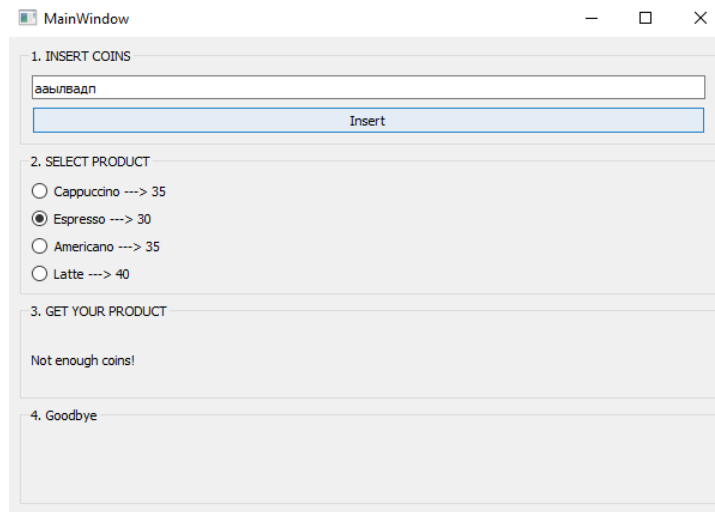 MainWindow
1. INSERT COINS
ааылвадп
Insert
2. SELECT PRODUCT
Cappuccino ---> 35
Espresso ---> 30
Americano ---> 35
Latte ---> 40
3. GET YOUR PRODUCT
Not enough coins!
4. Goodbye